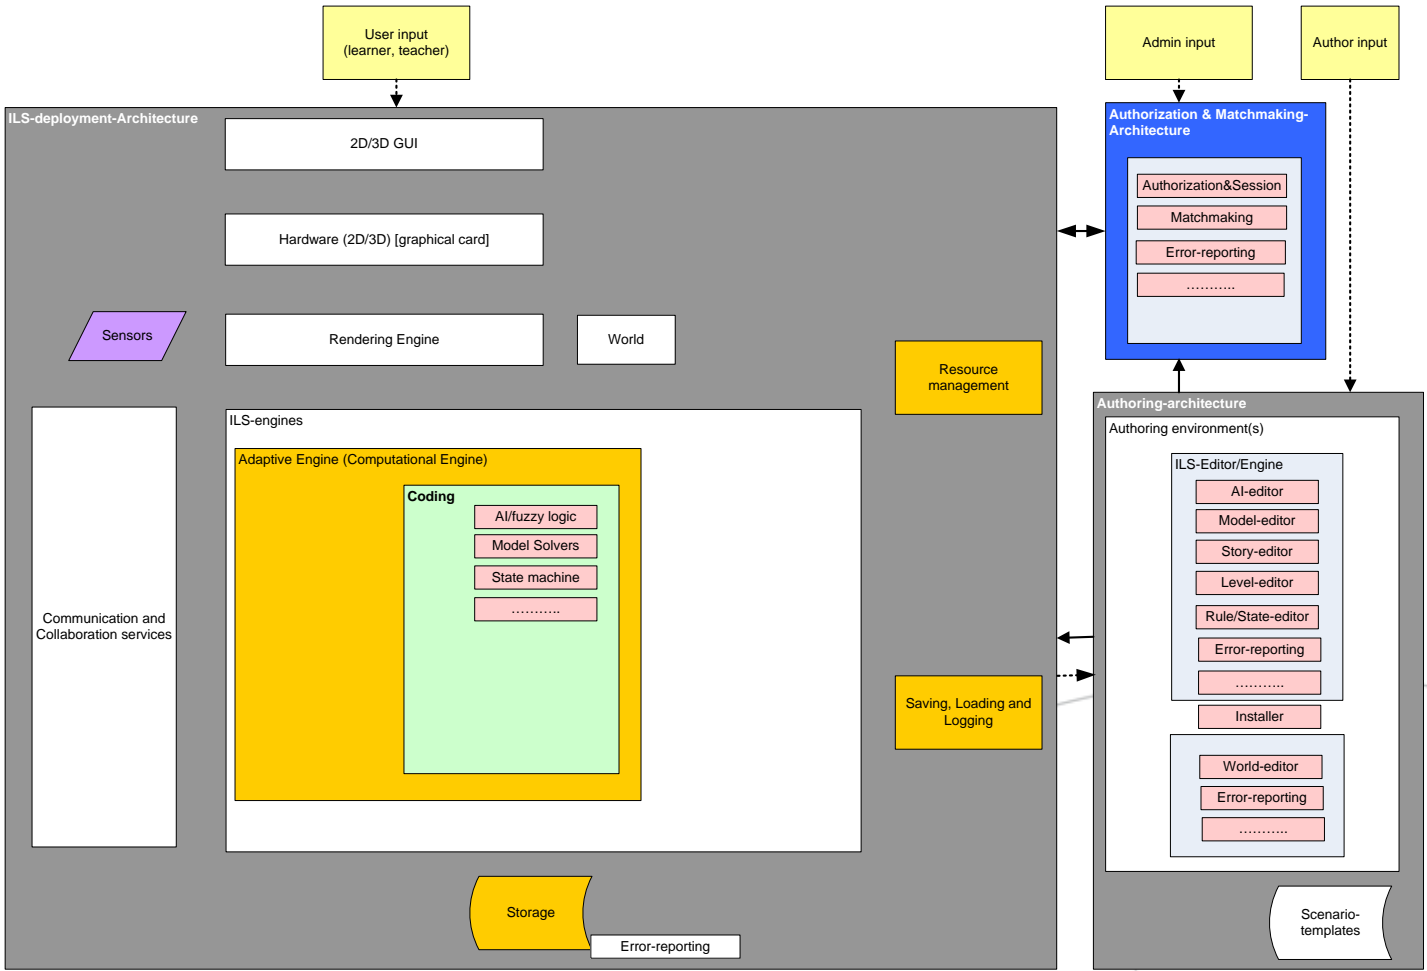 User input
(learner, teacher)
Admin input
Author input
ILS-deployment-Architecture
2D/3D GUI
Hardware (2D/3D) [graphical card]
Sensors
Rendering Engine
World
Resource
management
Communication and
Collaboration services
ILS-engines
Adaptive Engine (Computational Engine)
Coding
AI/fuzzy logic
Model Solvers
State machine
………..
Saving, Loading and
Logging
Storage
Error-reporting
Authorization & Matchmaking-
Architecture
Authorization&Session
Matchmaking
Error-reporting
………..
Authoring-architecture
Authoring environment(s)
ILS-Editor/Engine
AI-editor
Model-editor
Story-editor
Level-editor
Rule/State-editor
Error-reporting
………..
Installer
World-editor
Error-reporting
………..
Scenario-
templates